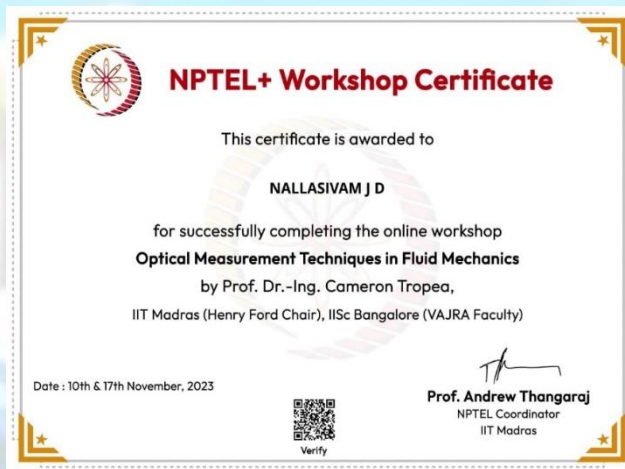 NPTEL+ Workshop Certificate
This certificate is awarded to
NALLASIVAM J D
for successfully completing the online workshop
Optical Measurement Techniques in Fluid Mechanics
by Prof. Dr.-Ing. Cameron Tropea,
IIT Madras (Henry Ford Chair), IISc Bangalore (VAJRA Faculty)
Date : 10th & 17th November, 2023
Verify
Prof. Andrew Thangaraj
NPTEL Coordinator
IIT Madras